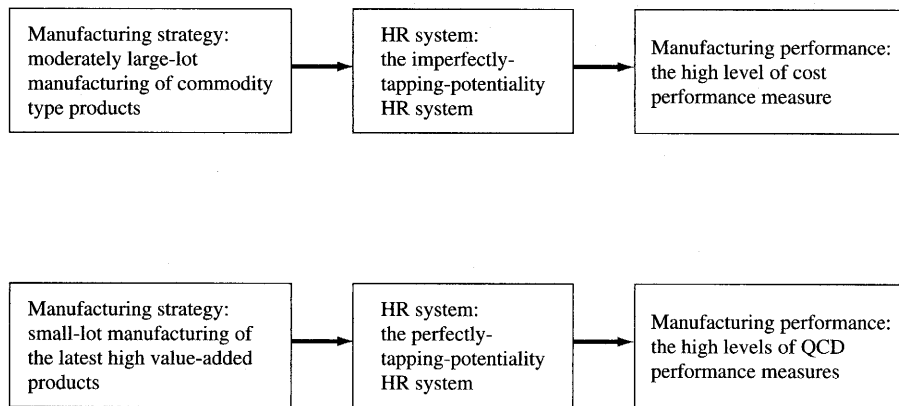 Manufacturing strategy:
moderately large-lot
manufacturing of commodity
type products
HR system:
the imperfectly-
tapping-potentiality
HR system
Manufacturing performance:
the high level of cost
performance measure
Manufacturing strategy:
small-lot manufacturing of
the latest high value-added
products
HR system:
the perfectly-
tapping-potentiality
HR system
Manufacturing performance:
the high levels of QCD
performance measures